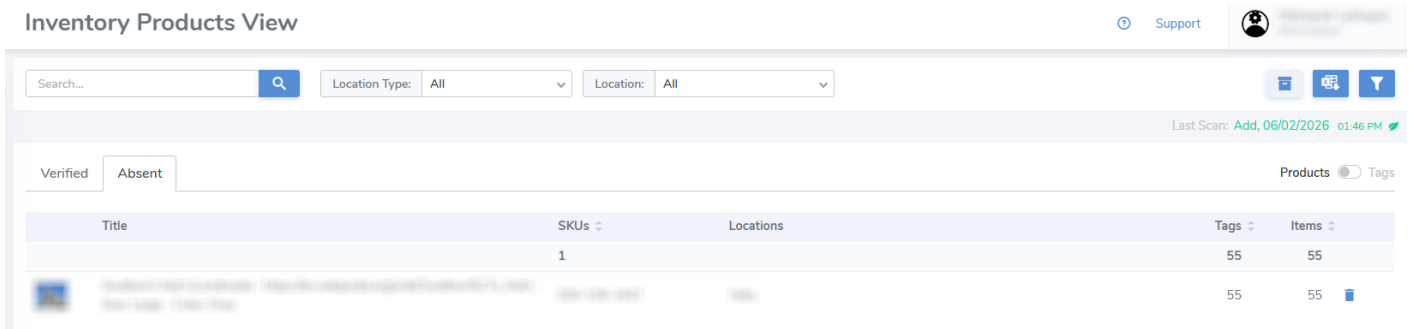 Inventory Products View
Support
Search...
Location Type: All
Location: All
Last Scan: Add, 06/02/2026 01:46 PM
Verified Absent
Products Tags
Title SKUs Locations Tags Items
1 55 55
55 55